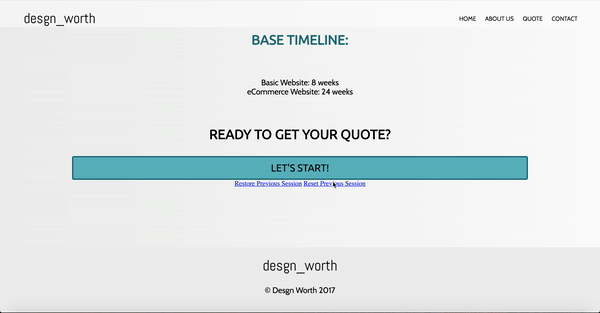 desgn_worth
HOME ABOUT US QUOTE CONTACT
BASE TIMELINE:
Basic Website: 8 weeks
eCommerce Website: 24 weeks
READY TO GET YOUR QUOTE?
LET'S START!
Restore Previous Session Reset Previous Session
desgn_worth
© Desgn Worth 2017